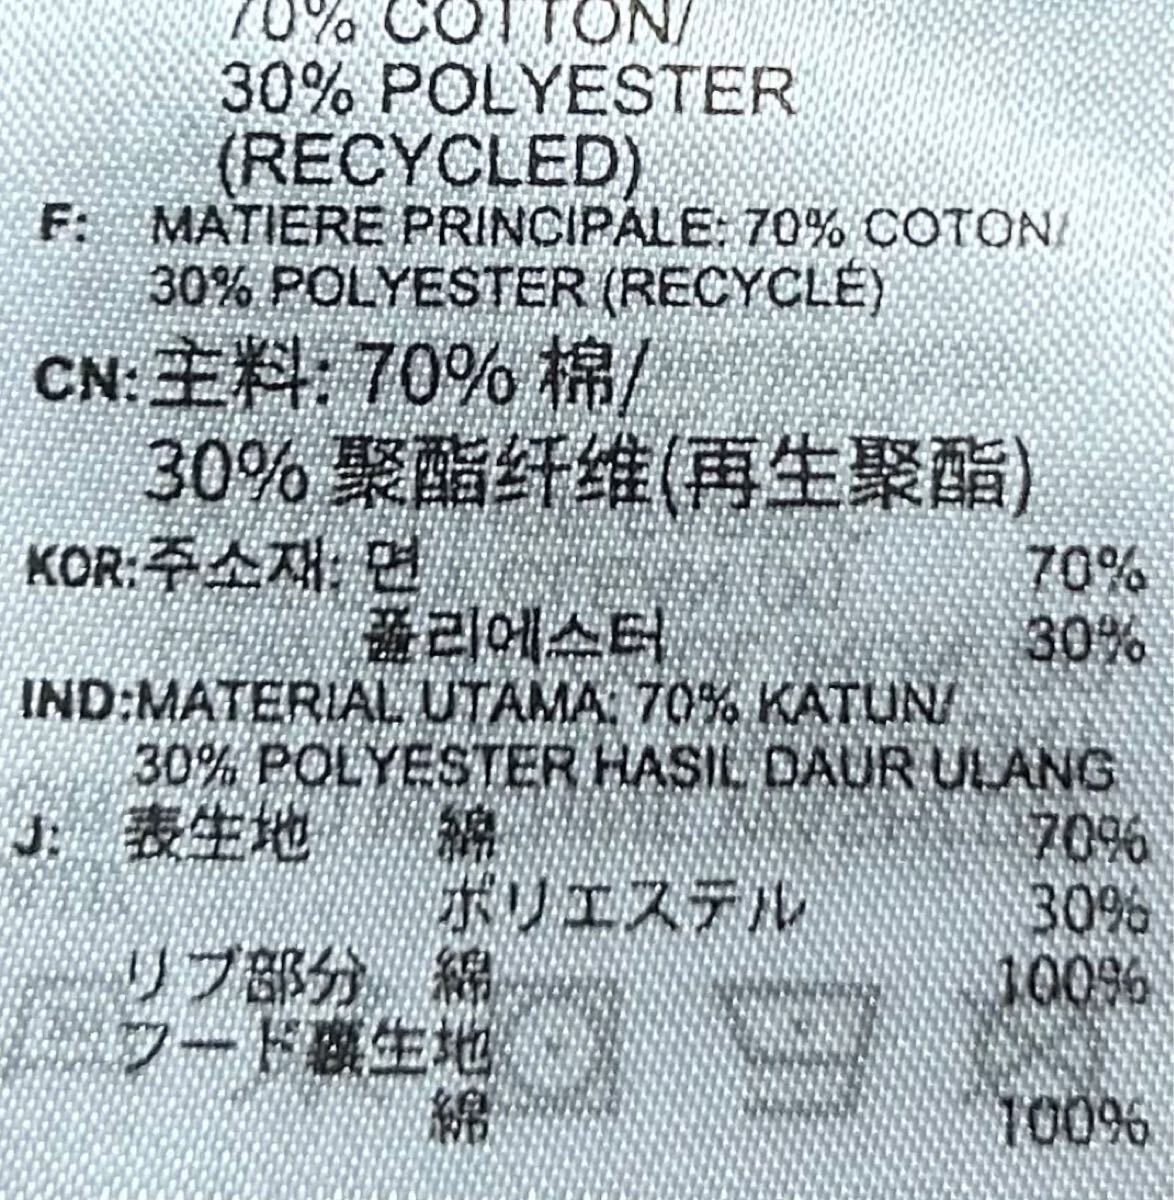 70% COTTON/
30% POLYESTER
(RECYCLED)
F: MATIERE PRINCIPALE: 70% COTON/
30% POLYESTER (RECYCLÉ)
CN: 主料: 70% 棉/
30% 聚酯纤维(再生聚酯)
KOR: 주소재: 면 70%
폴리에스터 30%
IND: MATERIAL UTAMA: 70% KATUN/
30% POLYESTER HASIL DAUR ULANG
J: 表生地 綿 70%
ポリエステル 30%
リブ部分 綿 100%
フード裏生地
綿 100%